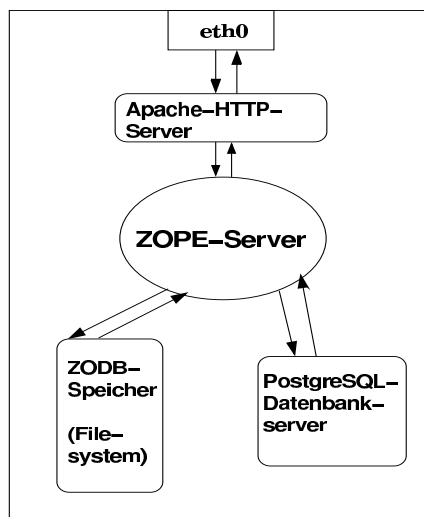 eth0
Apache-HTTP-
Server
ZOPE-Server
ZODB-
Speicher
(File-
system)
PostgreSQL-
Datenbank-
server